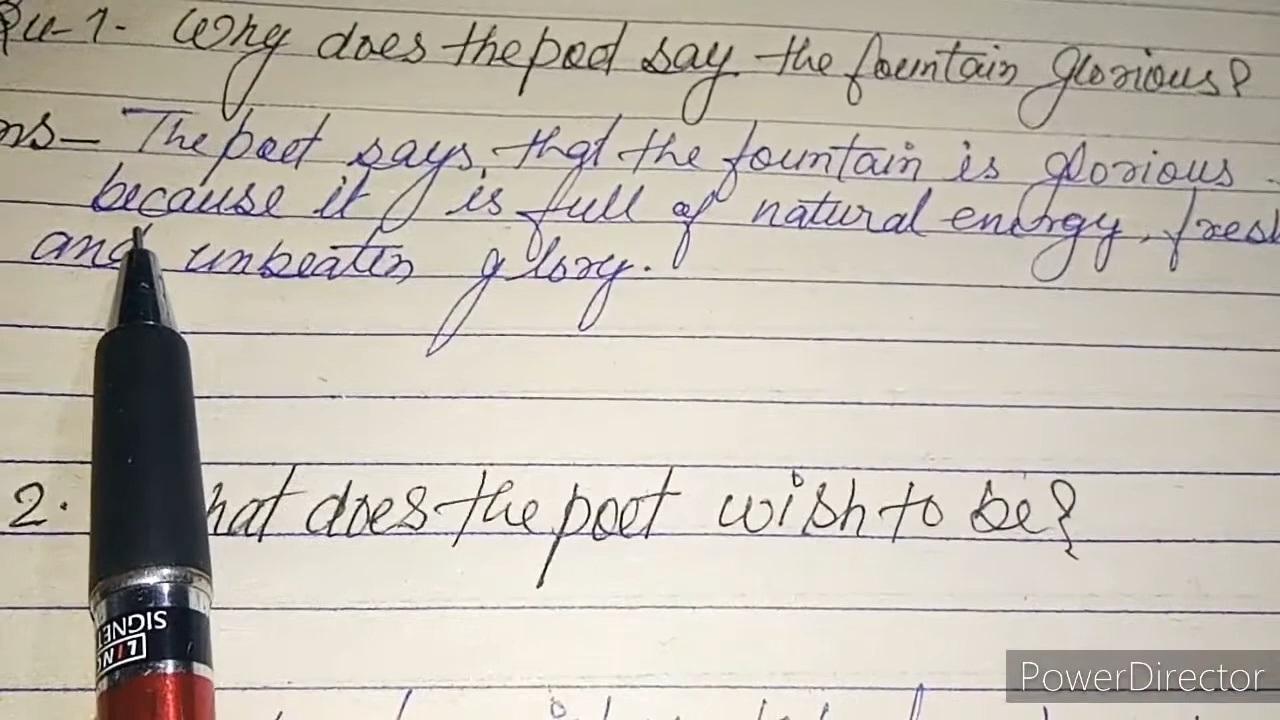 Qu-1. Why does the poet say the fountain glorious?
Ans- The poet says, that the fountain is glorious
because it is full of natural energy, fresh
and unbeaten glory.
2. What does the poet wish to be?
SIGNET
LINC
PowerDirector